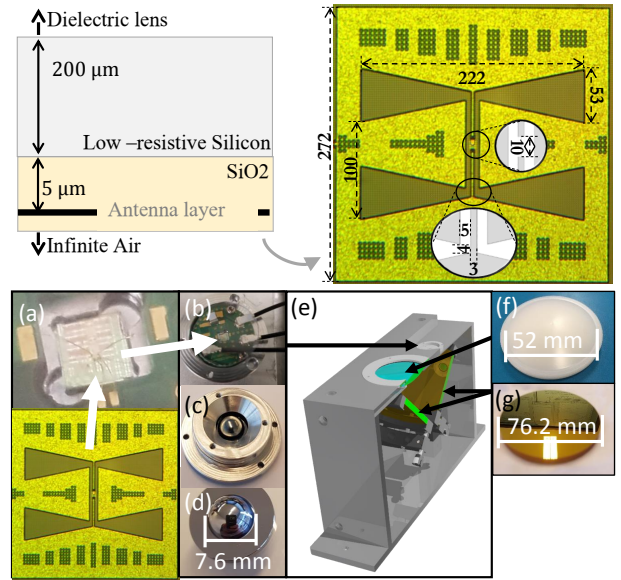 Dielectric lens
200 μm
Low –resistive Silicon
SiO2
5 μm
Antenna layer
Infinite Air
222
53
272
100
10
5
4
3
(a)
(b)
(c)
(d)
7.6 mm
(e)
(f)
52 mm
(g)
76.2 mm